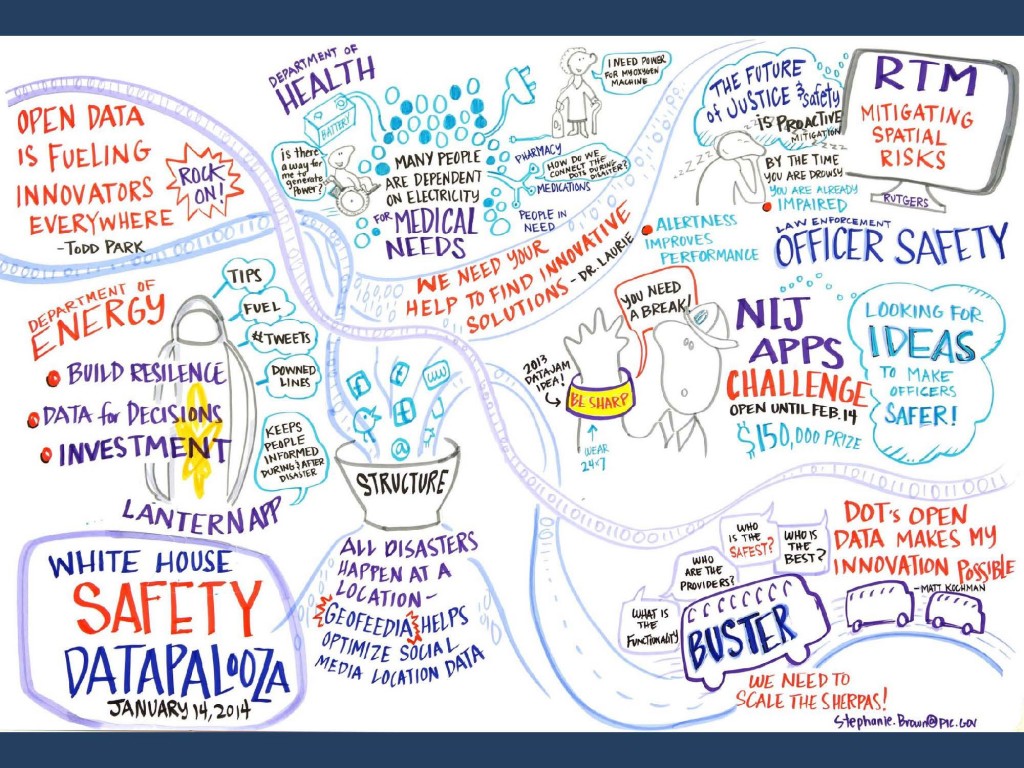 OPEN DATA
IS FUELING
INNOVATORS
EVERYWHERE
-TODD PARK
ROCK
ON!
DEPARTMENT OF
HEALTH
BATTERY
is there
a way for
me to
generate
power?
MANY PEOPLE
ARE DEPENDENT
ON ELECTRICITY
FOR MEDICAL
NEEDS
I NEED POWER
FOR MY OXYGEN
MACHINE
PHARMACY
HOW DO WE
CONNECT THE
DOTS DURING
DISASTER?
MEDICATIONS
PEOPLE IN
NEED
WE NEED YOUR
HELP TO FIND INNOVATIVE
SOLUTIONS - DR. LAURIE
THE FUTURE
of JUSTICE & safety
is PROACTIVE
MITIGATION
RTM
MITIGATING
SPATIAL
RISKS
RUTGERS
ZZZZ
ZZZ
BY THE TIME
YOU ARE DROWSY
YOU ARE ALREADY
IMPAIRED
ALERTNESS
IMPROVES
PERFORMANCE
LAW ENFORCEMENT
OFFICER SAFETY
DEPARTMENT OF
ENERGY
BUILD RESILENCE
DATA for DECISIONS
INVESTMENT
TIPS
FUEL
#TWEETS
DOWNED
LINES
KEEPS
PEOPLE
INFORMED
DURING & AFTER
DISASTER
LANTERN APP
f
t
www
f
t
@
STRUCTURE
YOU NEED
A BREAK!
2013
DATAJAM
IDEA!
BE SHARP
WEAR
24x7
NIJ
APPS
CHALLENGE
OPEN UNTIL FEB. 14
$150,000 PRIZE
LOOKING FOR
IDEAS
TO MAKE
OFFICERS
SAFER!
WHITE HOUSE
SAFETY
DATAPALOOZA
JANUARY 14, 2014
ALL DISASTERS
HAPPEN AT A
LOCATION-
GEOFEEDIA HELPS
OPTIMIZE SOCIAL
MEDIA LOCATION DATA
WHAT IS
THE
FUNCTIONALITY
WHO
ARE THE
PROVIDERS?
WHO
IS THE
SAFEST?
WHO IS
THE
BEST?
BUSTER
DOT's OPEN
DATA MAKES MY
INNOVATION POSSIBLE
-MATT KOCHMAN
WE NEED TO
SCALE THE SHERPAS!
Stephanie.Brown@PIC.GOV